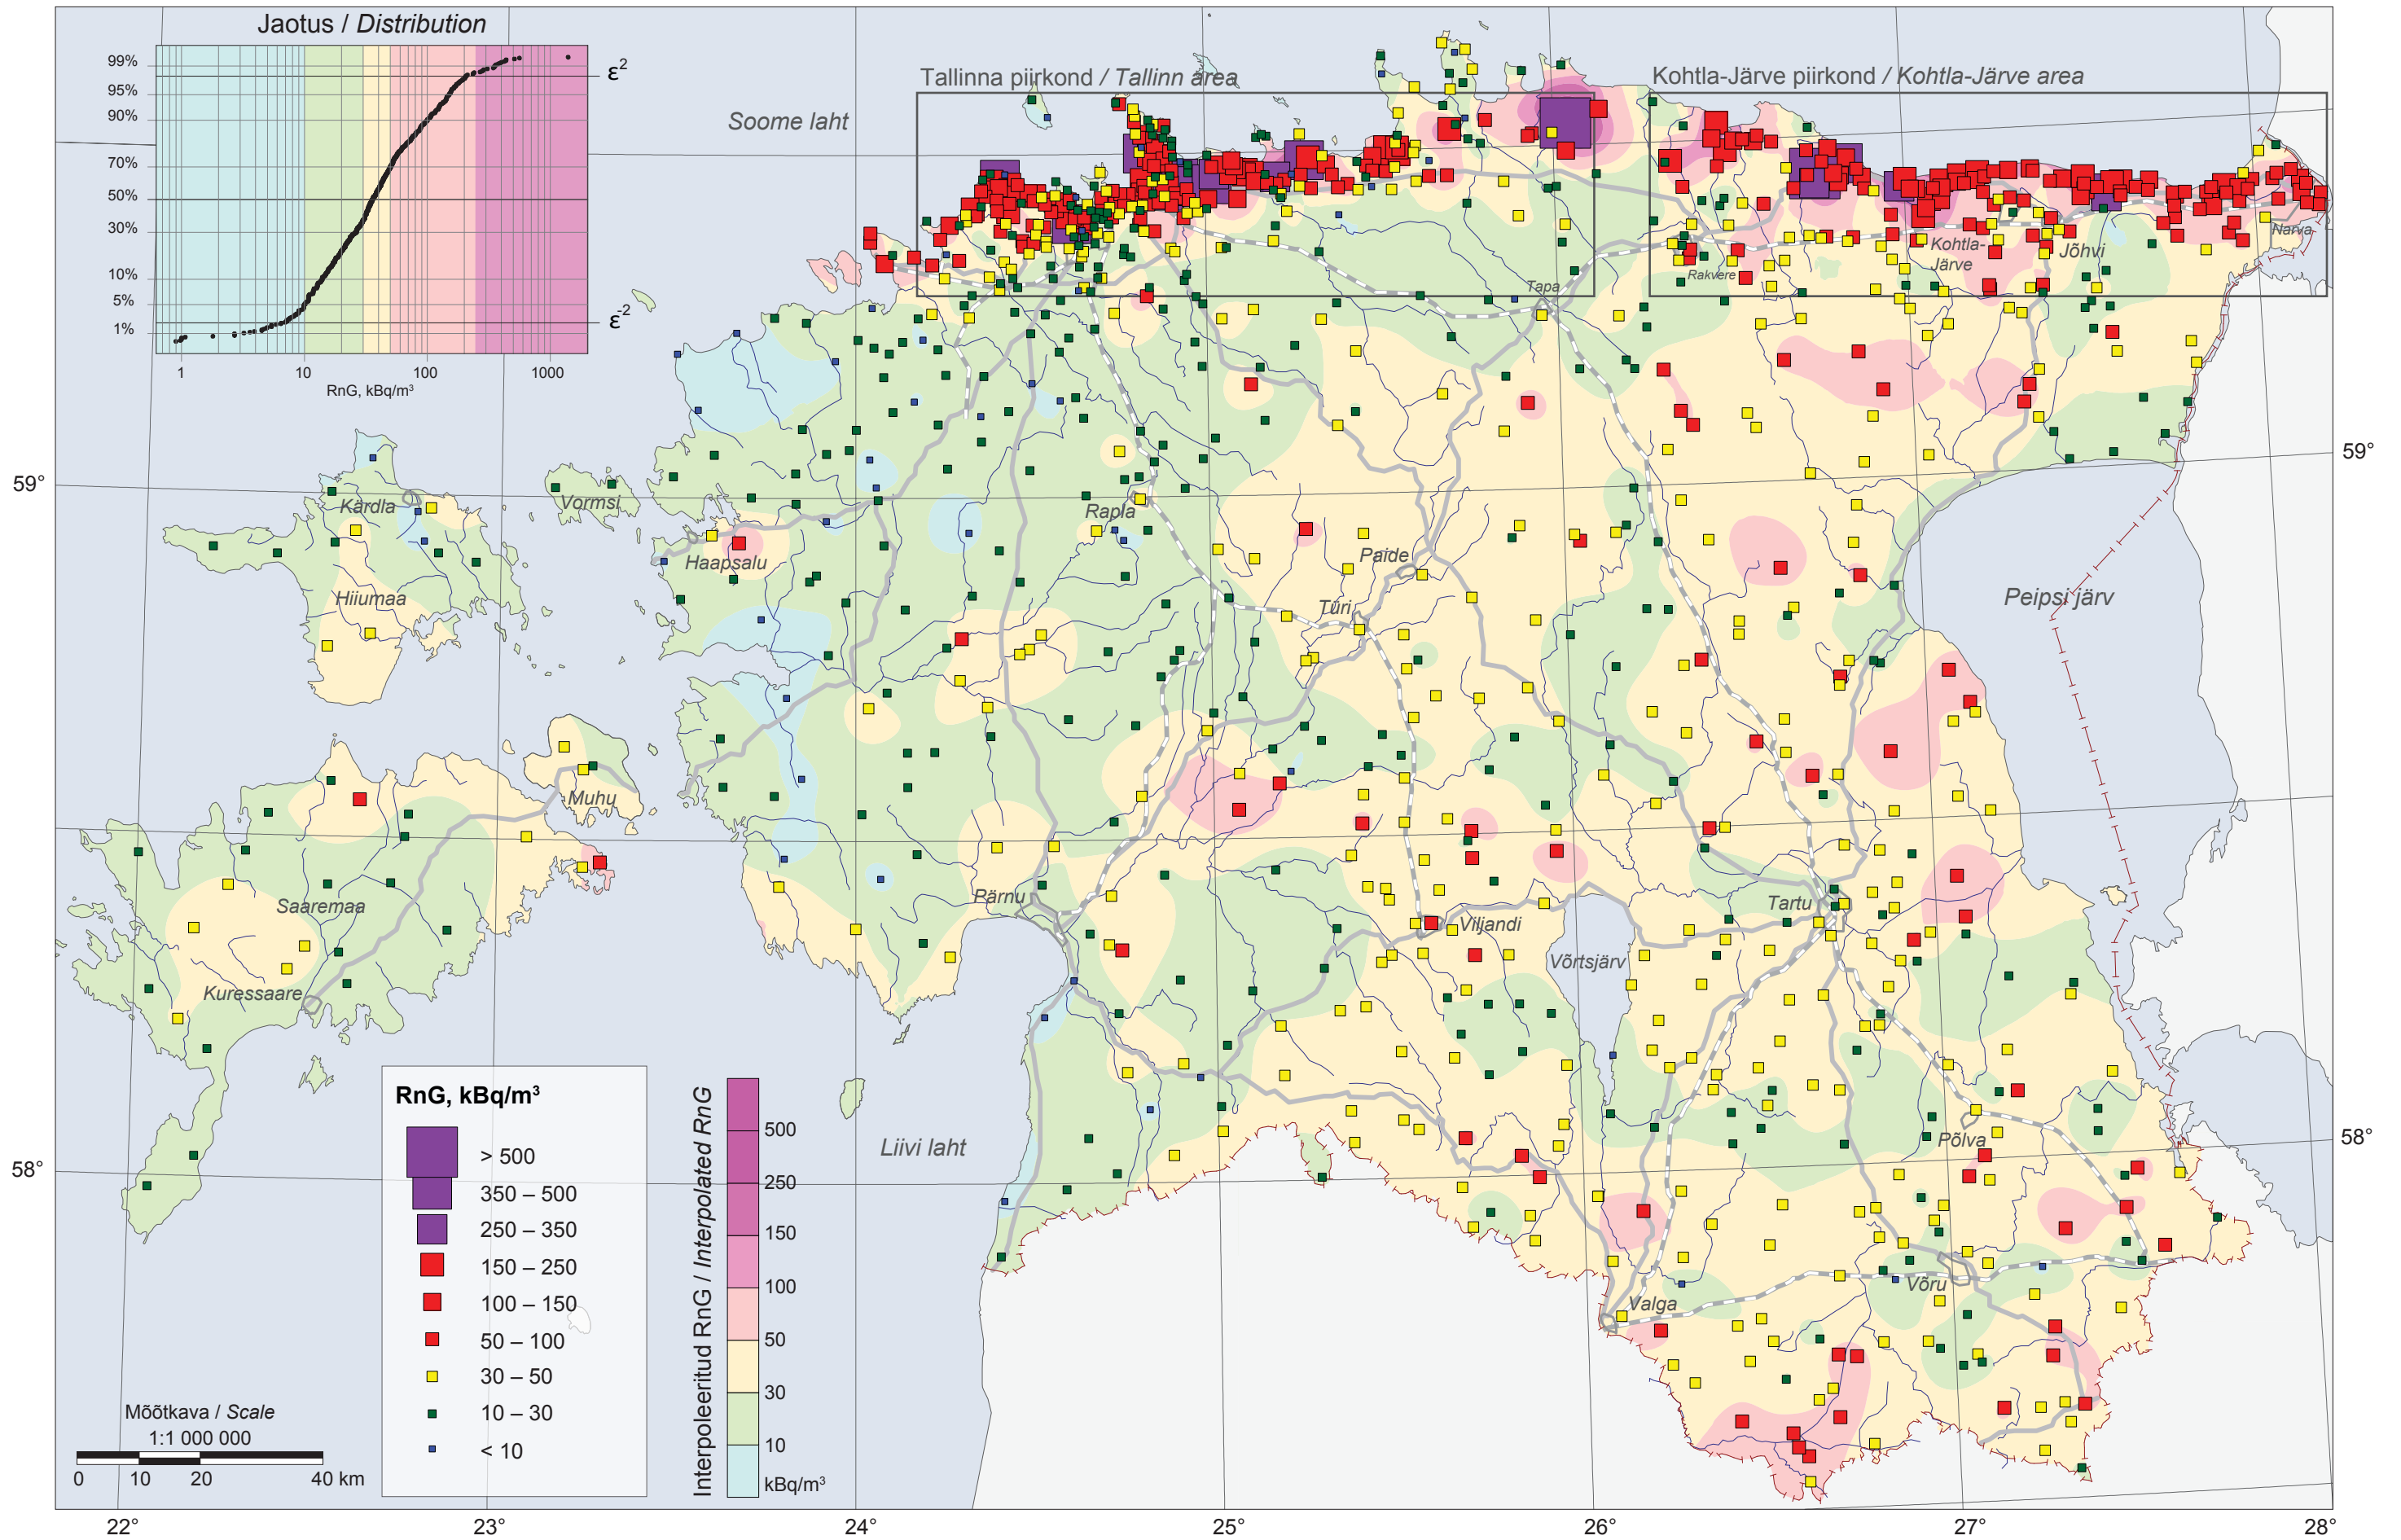 Jaotus / Distribution
99%
95%
90%
70%
50%
30%
10%
5%
1%
ε²
ε⁻²
1
10
100
1000
RnG, kBq/m³
Soome laht
Tallinna piirkond / Tallinn area
Kohtla-Järve piirkond / Kohtla-Järve area
Narva
Kohtla-
Järve
Jõhvi
Rakvere
Tapa
59°
59°
Kärdla
Vormsi
Rapla
Haapsalu
Paide
Hiiumaa
Türi
Peipsi järv
Muhu
Saaremaa
Pärnu
Viljandi
Tartu
Võrtsjärv
Kuressaare
58°
58°
Liivi laht
Põlva
Võru
Valga
RnG, kBq/m³
> 500
350 – 500
250 – 350
150 – 250
100 – 150
50 – 100
30 – 50
10 – 30
< 10
Interpoleeritud RnG / Interpolated RnG
500
250
150
100
50
30
10
kBq/m³
Mõõtkava / Scale
1:1 000 000
0 10 20 40 km
22° 23° 24° 25° 26° 27° 28°